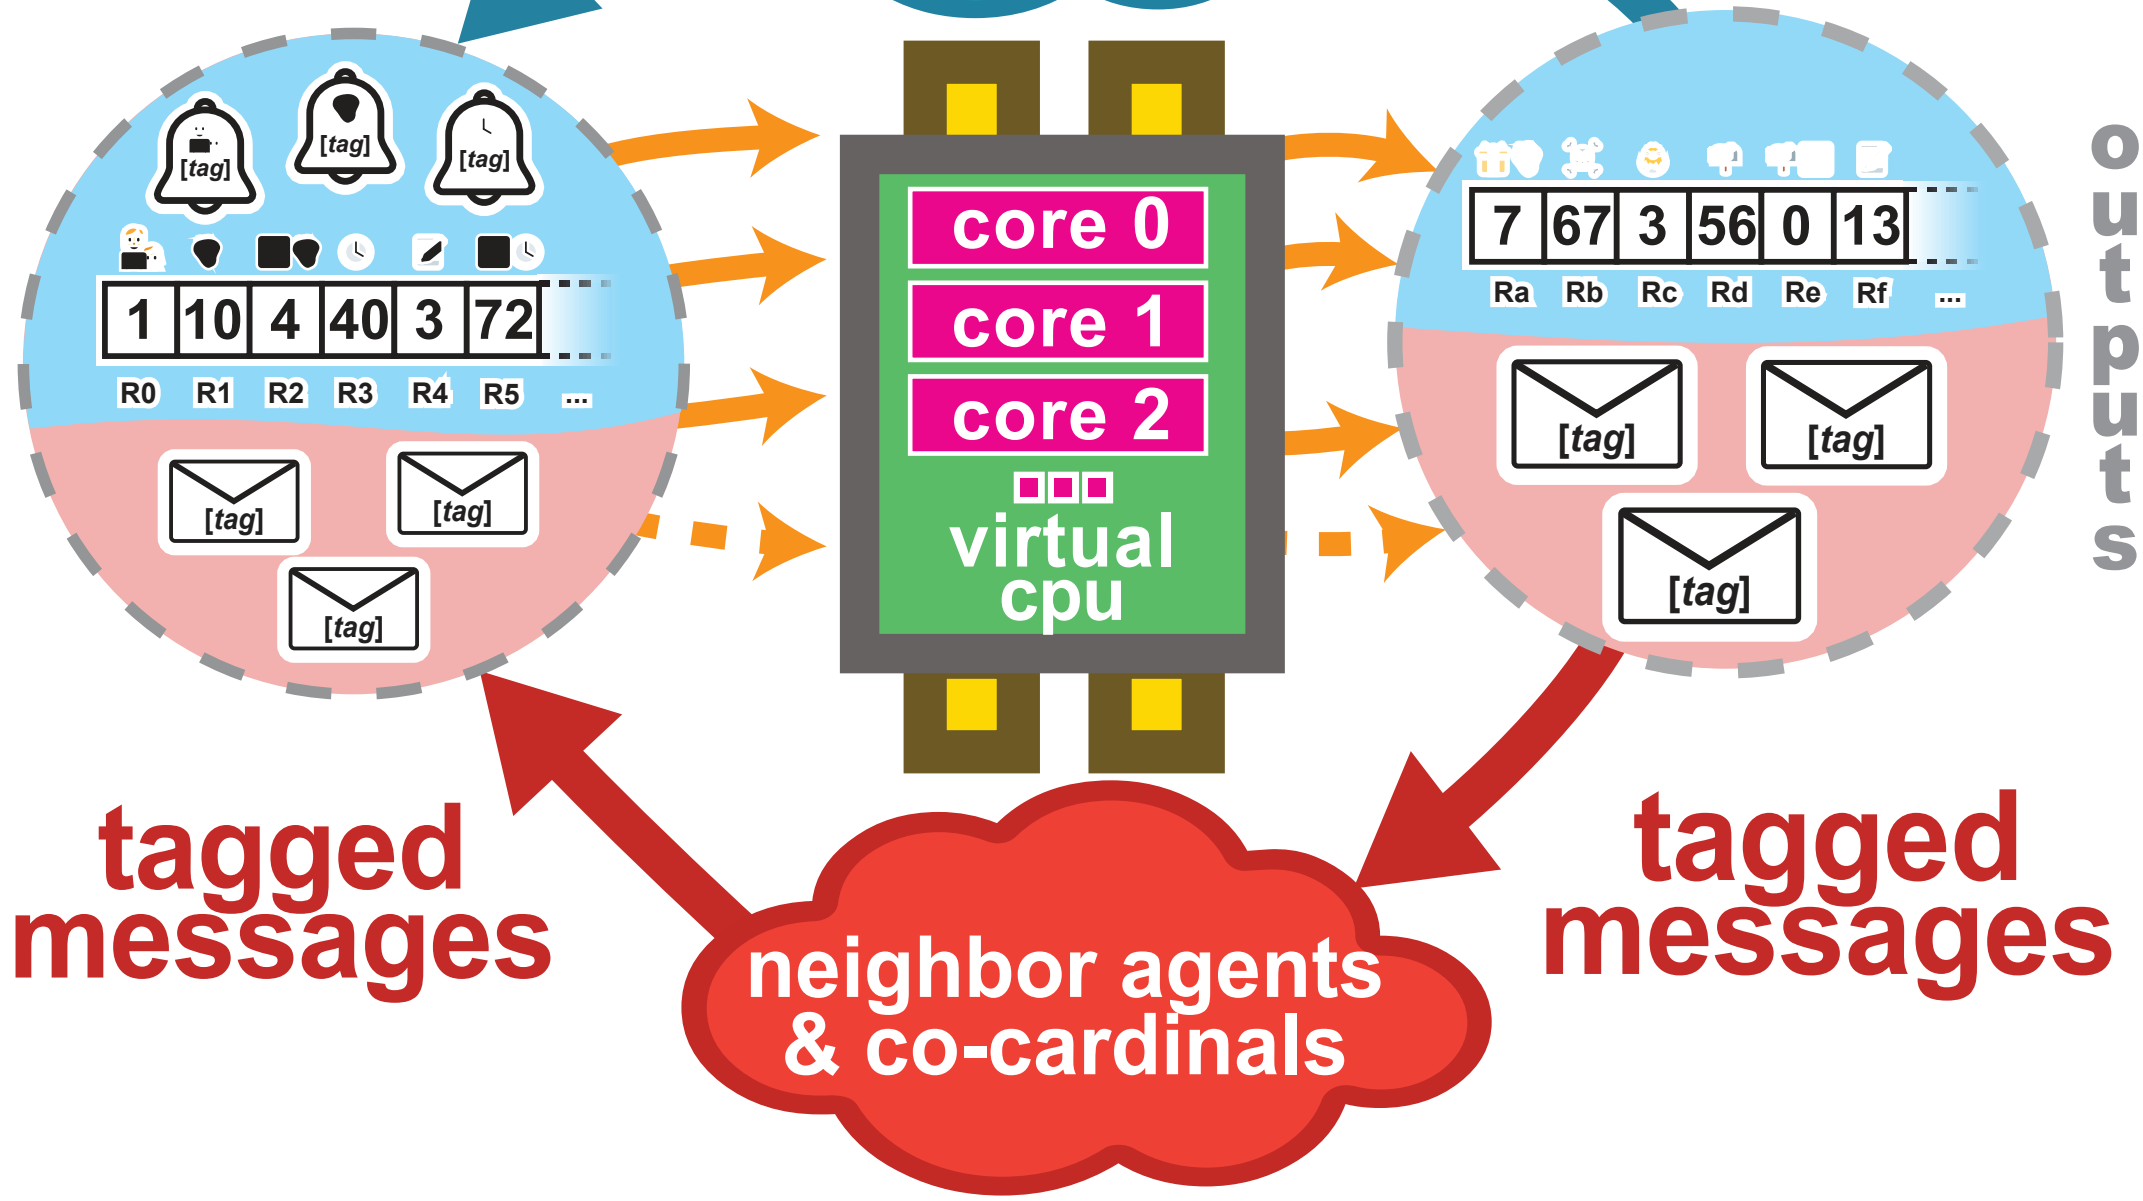 [tag]
[tag]
[tag]
1 10 4 40 3 72
R0 R1 R2 R3 R4 R5 ...
[tag]
[tag]
[tag]
core 0
core 1
core 2
virtual
cpu
7 67 3 56 0 13
Ra Rb Rc Rd Re Rf ...
[tag]
[tag]
[tag]
outputs
tagged
messages
neighbor agents
& co-cardinals
tagged
messages